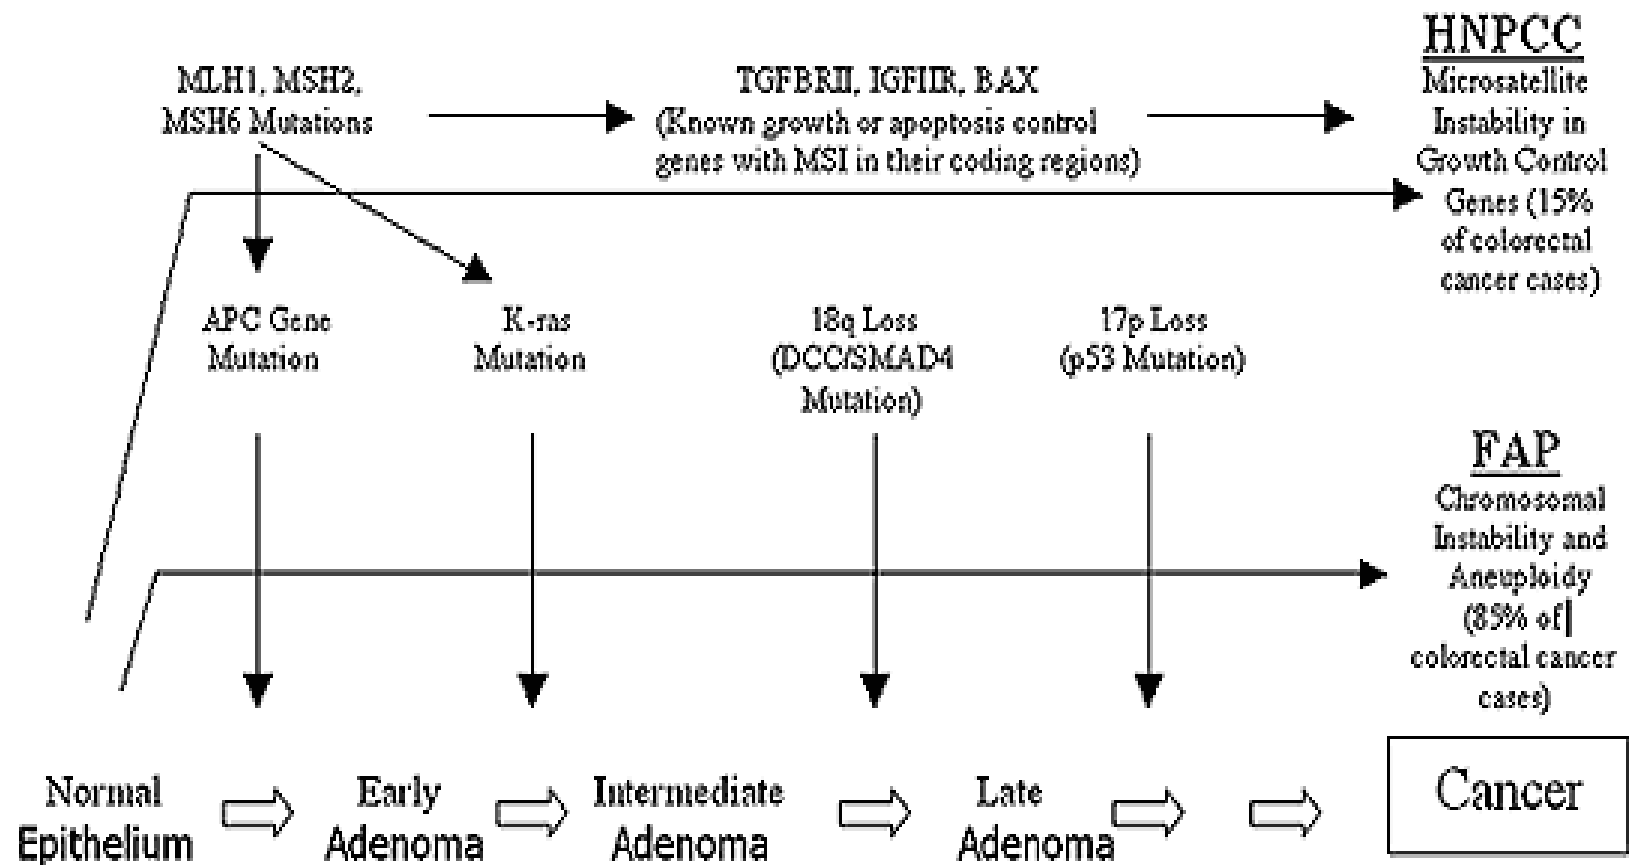 HNPCC
Microsatellite
Instability in
Growth Control
Genes (15%
of colorectal
cancer cases)
MLH1, MSH2,
MSH6 Mutations
TGFBRII, IGFIIR, BAX
(Known growth or apoptosis control
genes with MSI in their coding regions)
APC Gene
Mutation
K-ras
Mutation
18q Loss
(DCC/SMAD4
Mutation)
17p Loss
(p53 Mutation)
FAP
Chromosomal
Instability and
Aneuploidy
(85% of
colorectal cancer
cases)
Normal
Epithelium
Early
Adenoma
Intermediate
Adenoma
Late
Adenoma
Cancer